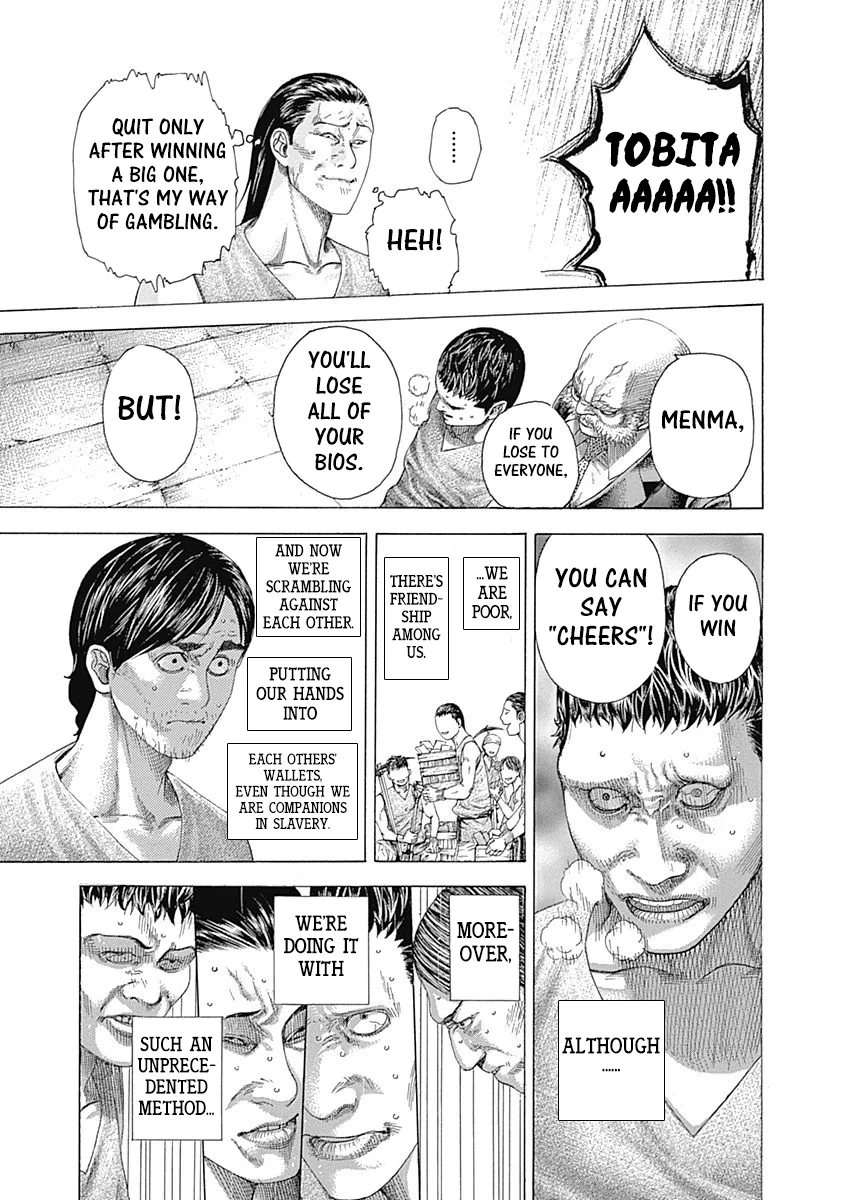 TOBITA
AAAAA!!
......
HEH!
QUIT ONLY
AFTER WINNING
A BIG ONE,
THAT'S MY WAY
OF GAMBLING.
MENMA,
IF YOU
LOSE TO
EVERYONE,
YOU'LL
LOSE
ALL OF
YOUR
BIOS.
BUT!
IF YOU
WIN
YOU CAN
SAY
"CHEERS"!
ALTHOUGH
......
...WE
ARE
POOR,
THERE'S
FRIEND-
SHIP
AMONG
US.
AND NOW
WE'RE
SCRAMBLING
AGAINST
EACH OTHER.
PUTTING
OUR HANDS
INTO
EACH OTHERS'
WALLETS,
EVEN THOUGH WE
ARE COMPANIONS
IN SLAVERY.
MORE-
OVER,
WE'RE
DOING IT
WITH
SUCH AN
UNPRECE-
DENTED
METHOD...